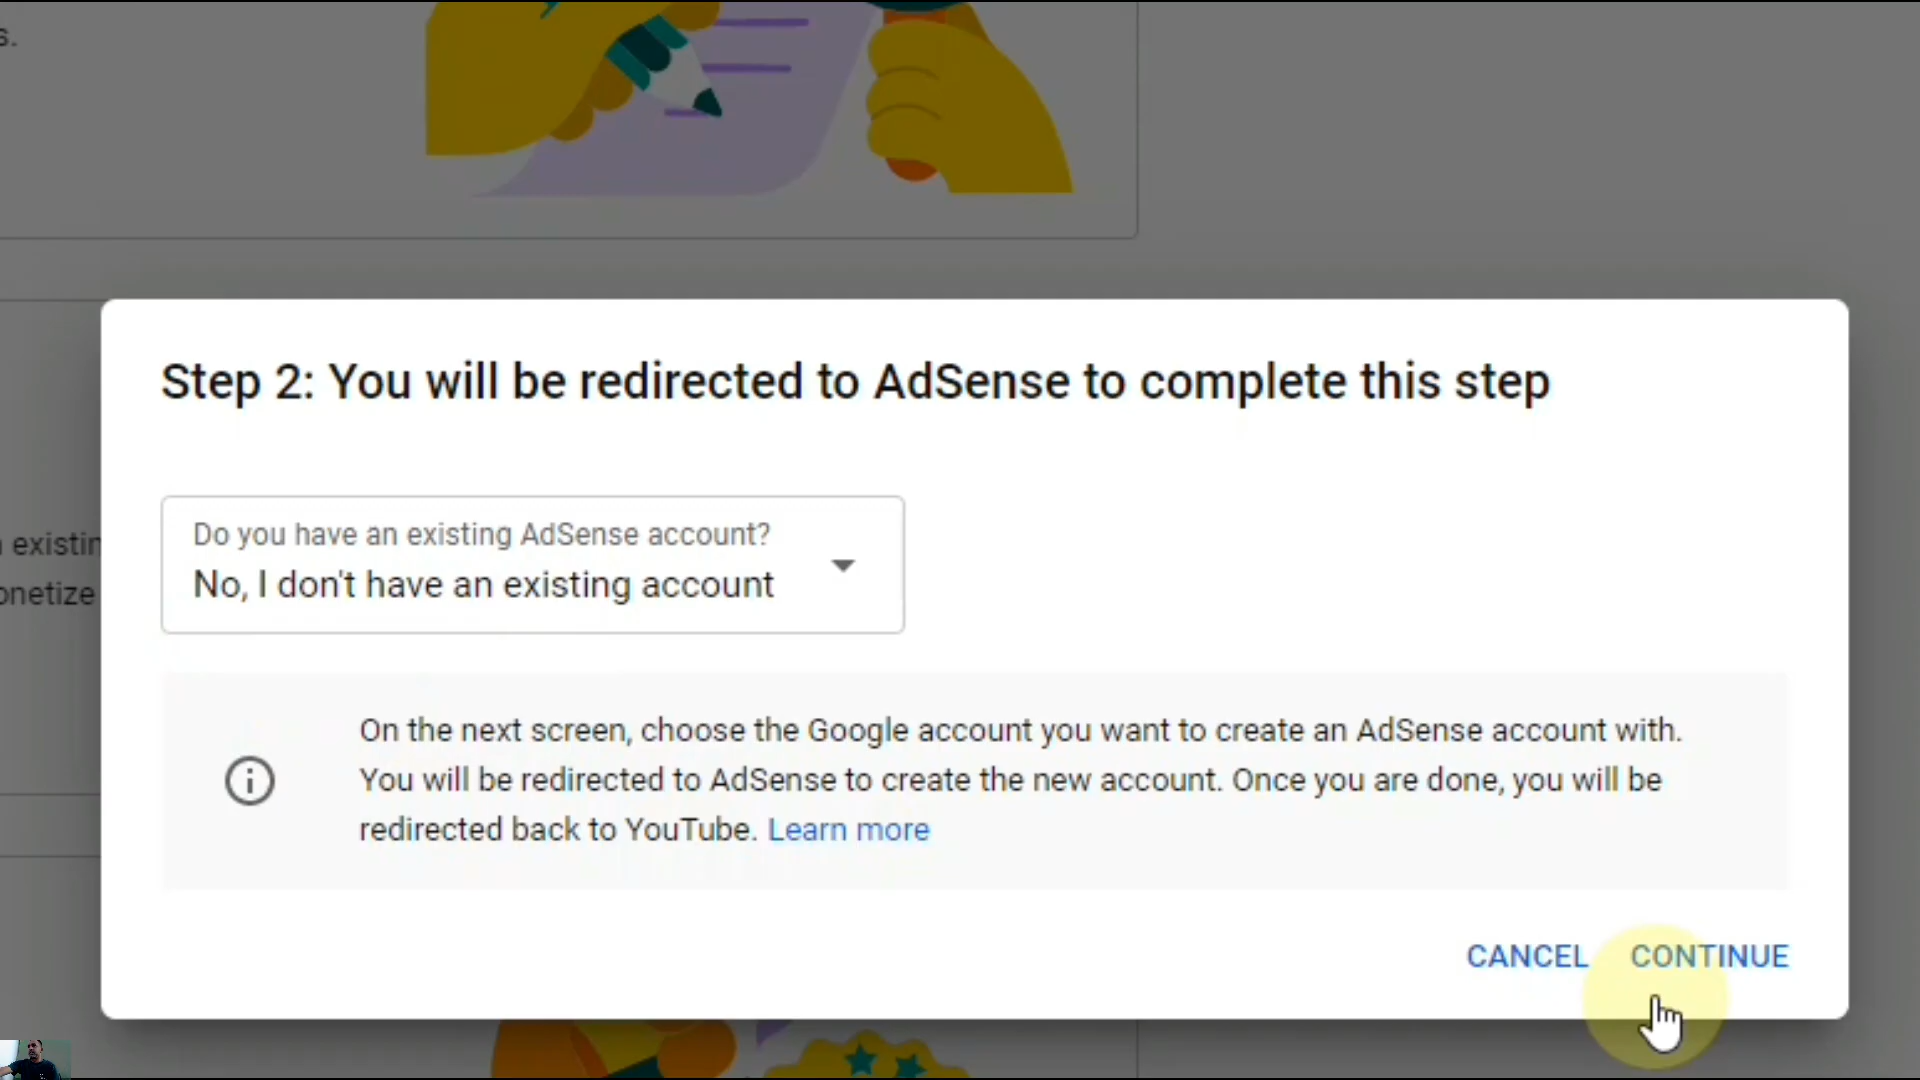 s.
Step 2: You will be redirected to AdSense to complete this step
Do you have an existing AdSense account?
No, I don't have an existing account
existin
onetize
On the next screen, choose the Google account you want to create an AdSense account with.
You will be redirected to AdSense to create the new account. Once you are done, you will be
redirected back to YouTube. Learn more
CANCEL CONTINUE